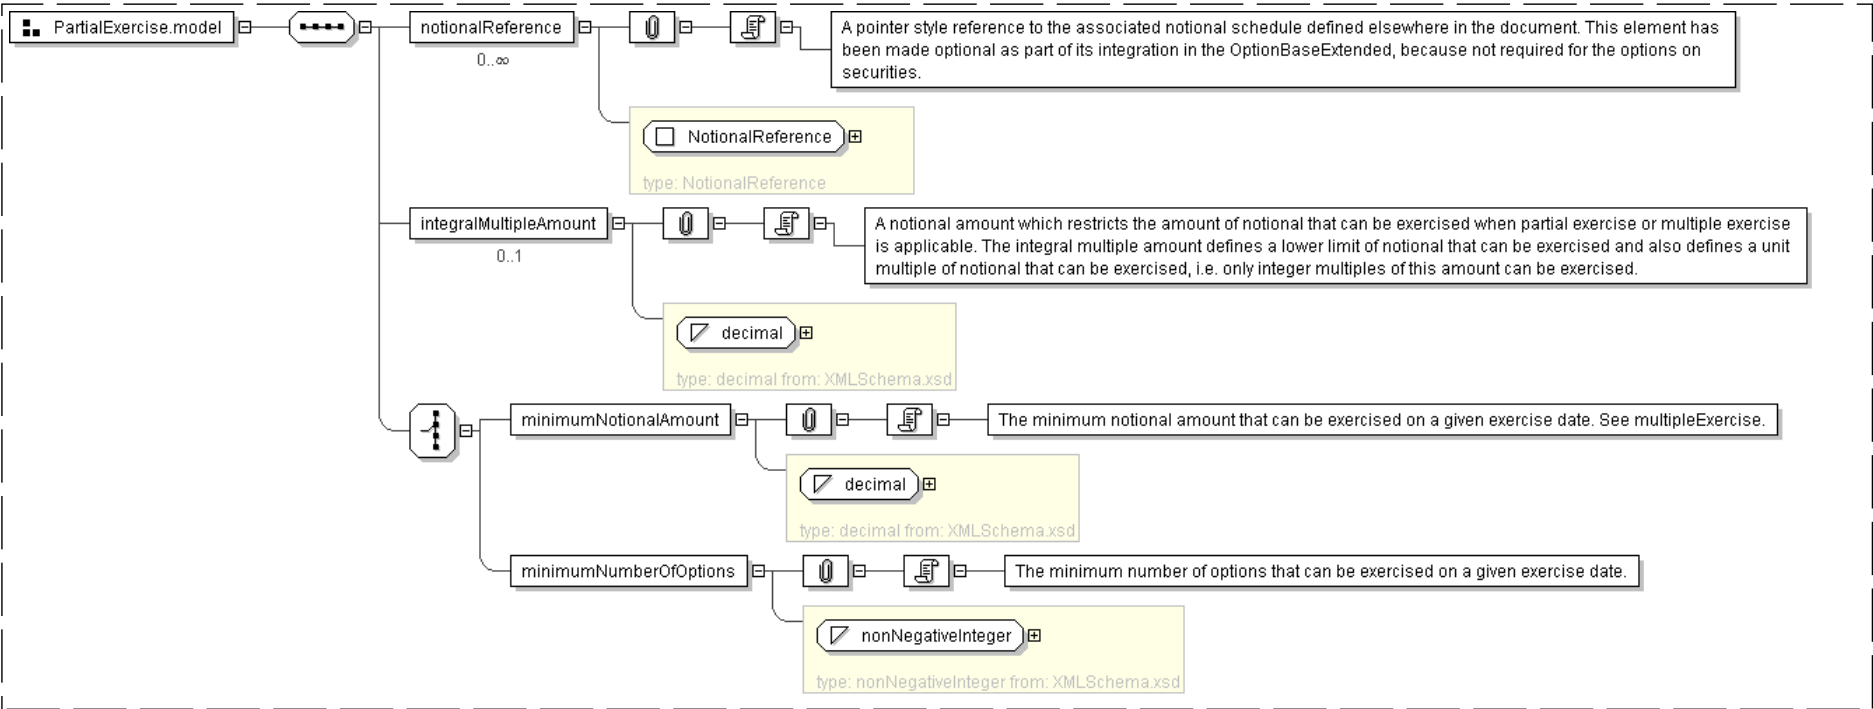 PartialExercise.model
notionalReference
0..∞
A pointer style reference to the associated notional schedule defined elsewhere in the document. This element has
been made optional as part of its integration in the OptionBaseExtended, because not required for the options on
securities.
NotionalReference
type: NotionalReference
integralMultipleAmount
0..1
A notional amount which restricts the amount of notional that can be exercised when partial exercise or multiple exercise
is applicable. The integral multiple amount defines a lower limit of notional that can be exercised and also defines a unit
multiple of notional that can be exercised, i.e. only integer multiples of this amount can be exercised.
decimal
type: decimal from: XMLSchema.xsd
minimumNotionalAmount
The minimum notional amount that can be exercised on a given exercise date. See multipleExercise.
decimal
type: decimal from: XMLSchema.xsd
minimumNumberOfOptions
The minimum number of options that can be exercised on a given exercise date.
nonNegativeInteger
type: nonNegativeInteger from: XMLSchema.xsd